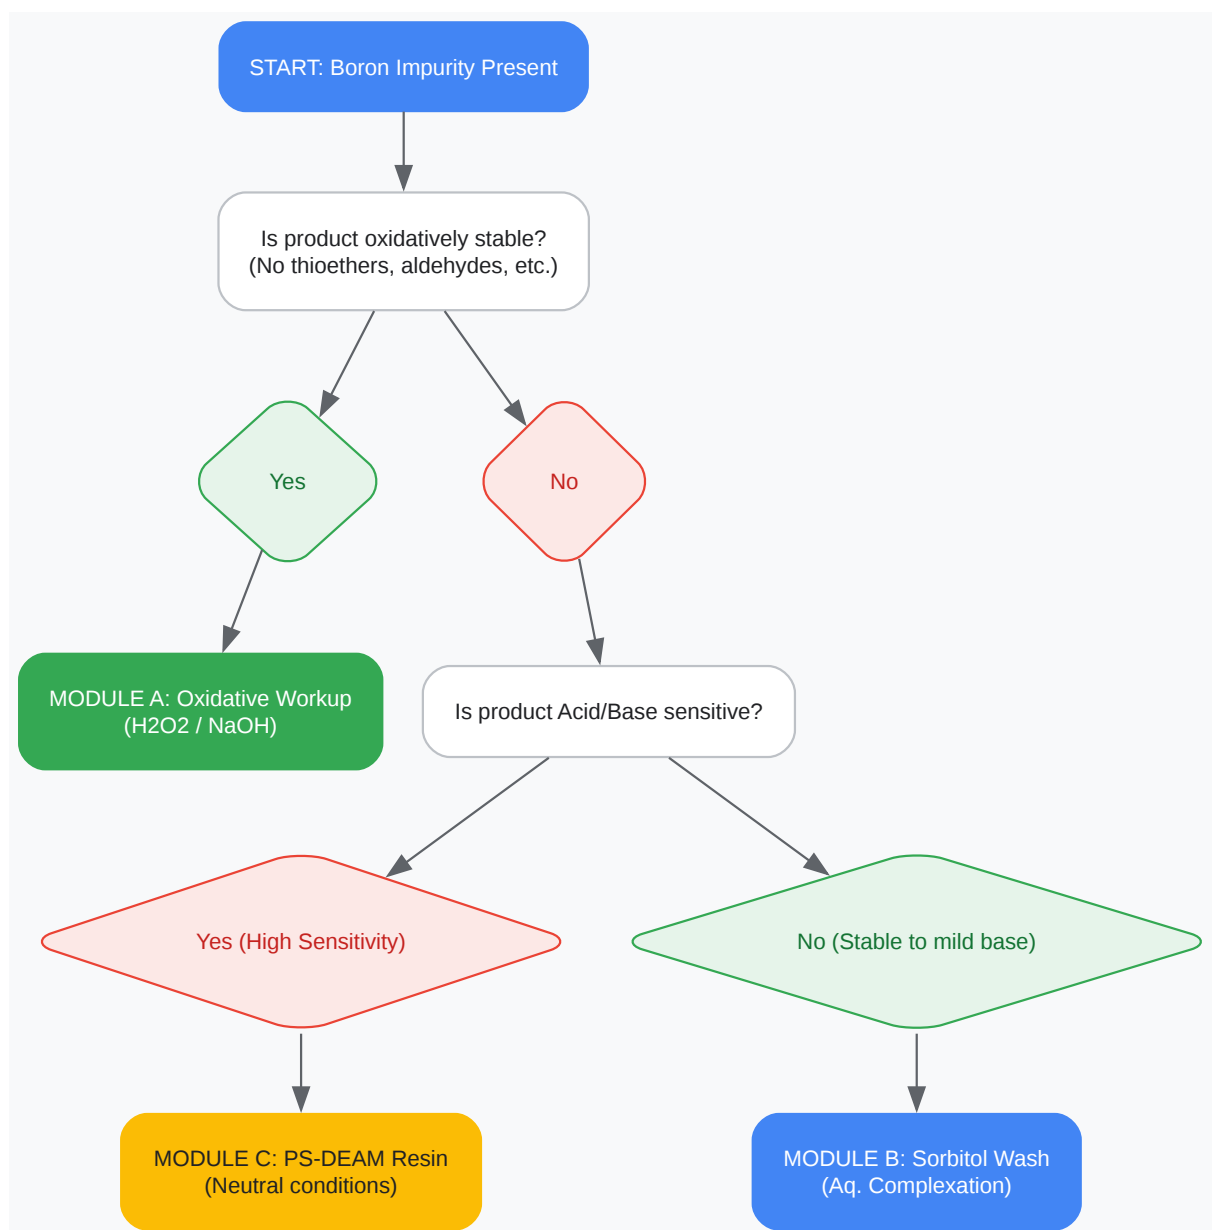 START: Boron Impurity Present
Is product oxidatively stable?
(No thioethers, aldehydes, etc.)
Yes
No
MODULE A: Oxidative Workup
(H2O2 / NaOH)
Is product Acid/Base sensitive?
Yes (High Sensitivity)
No (Stable to mild base)
MODULE C: PS-DEAM Resin
(Neutral conditions)
MODULE B: Sorbitol Wash
(Aq. Complexation)